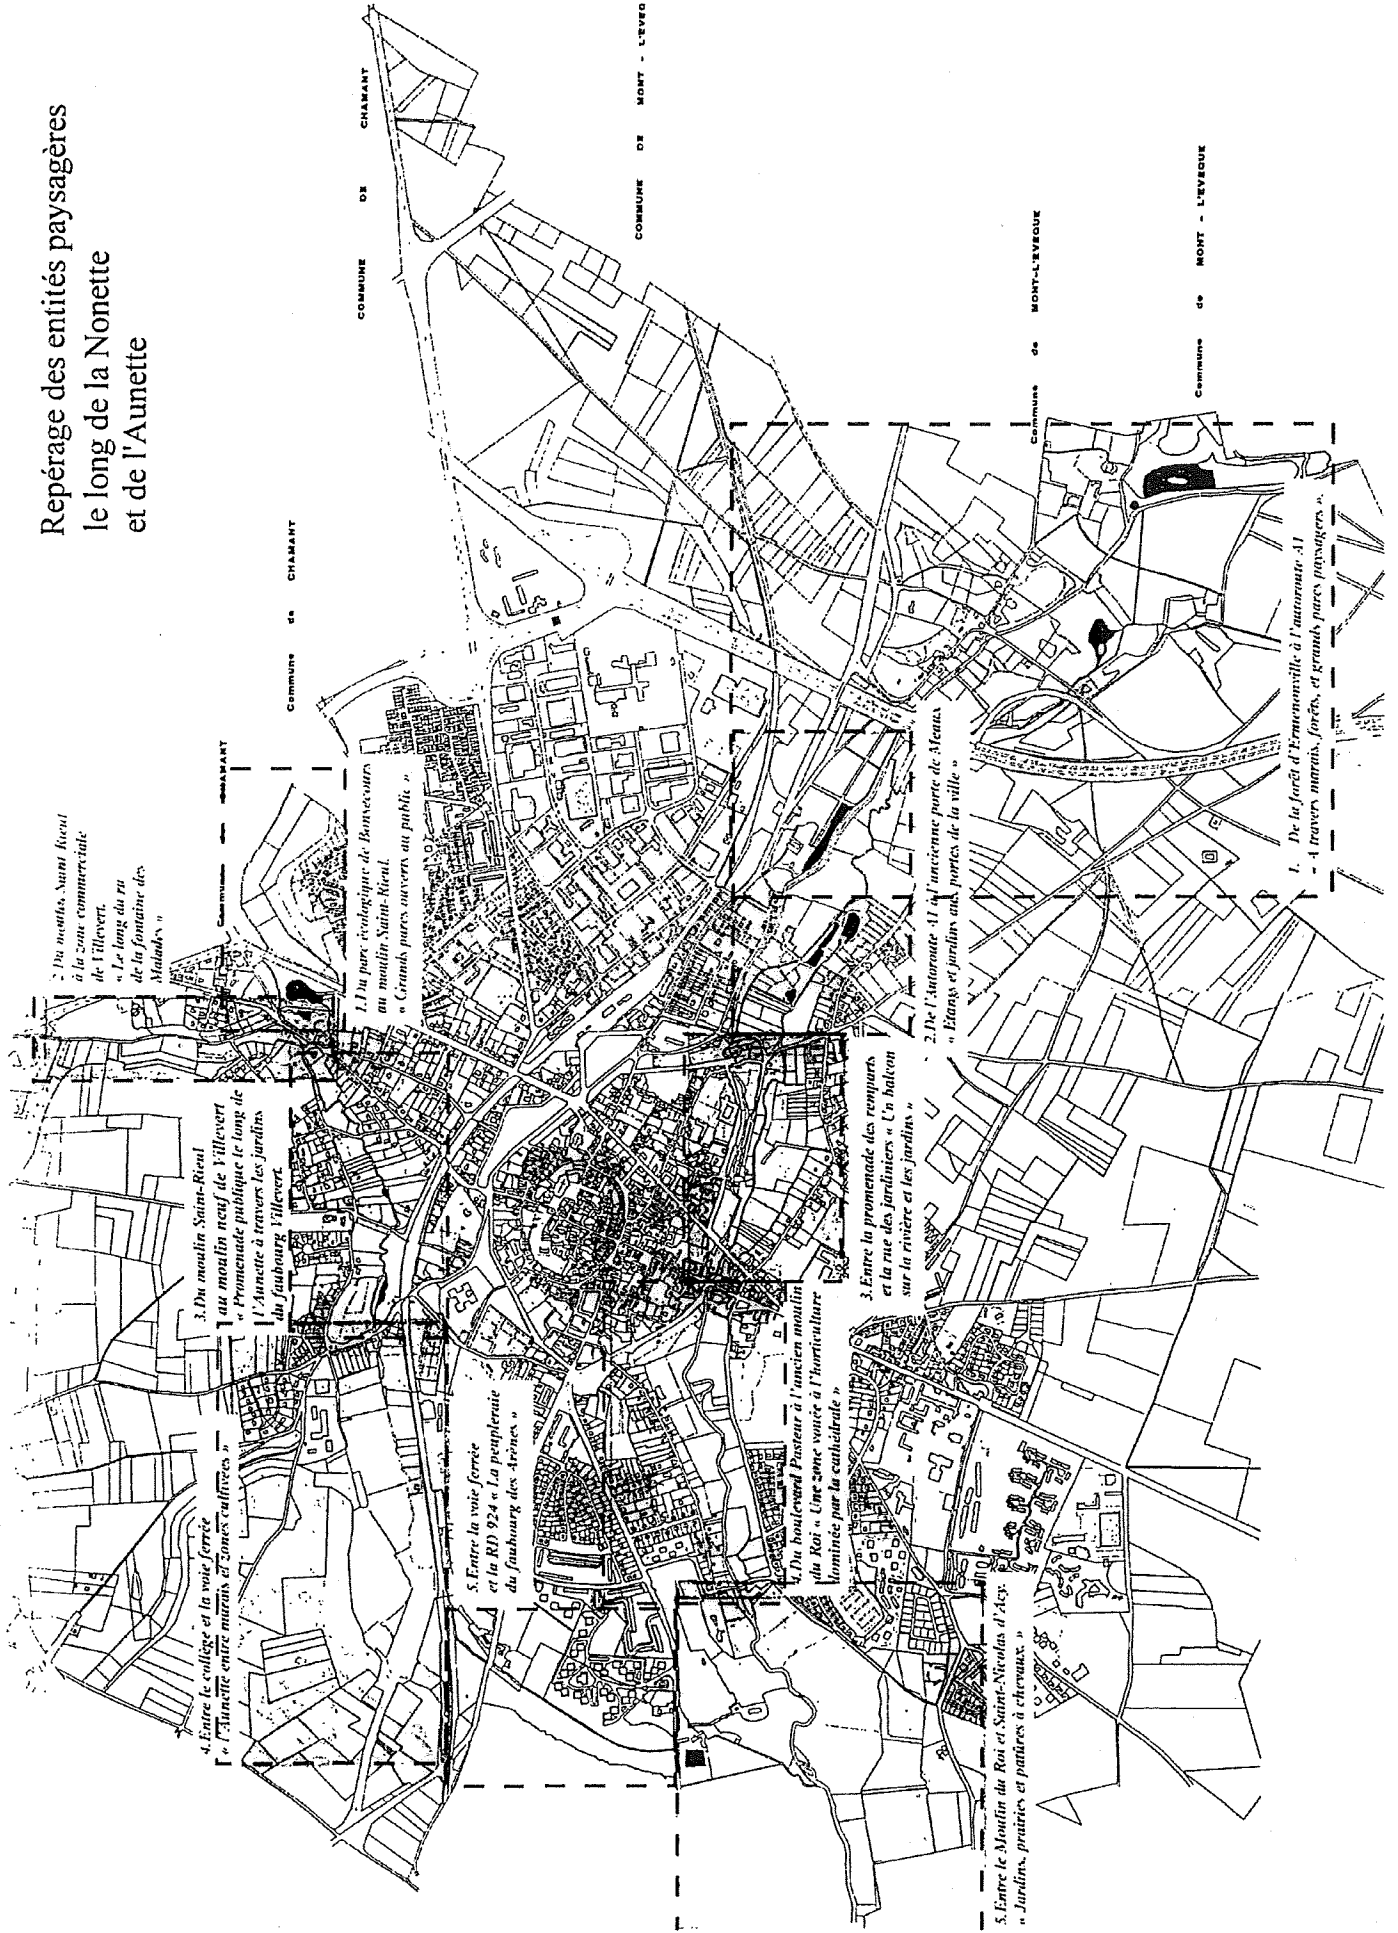 Repérage des entités paysagères
le long de la Nonette
et de l'Aunette
COMMUNE DE CHAMANT
COMMUNE DE MONT - L'EVEQ
Commune de CHAMANT
Commune de MONT-L'EVEQUE
Commune de MONT - L'EVEQUE
Commune CHAMANT
2. Du Saint Rieul
à la zone commerciale
de Villevert.
« Le long du ru
de la fontaine des
Malades »
1. Du parc écologique de Bonsecours
au moulin Saint-Rieul.
« Grands parcs ouverts au public »
3. Du moulin Saint-Rieul
au moulin neuf de Villevert
« Promenade publique le long de
l'Aunette à travers les jardins
du faubourg Villevert.
4. Entre le collège et la voie ferrée
« l'Aunette entre marais et zones cultivées »
5. Entre la voie ferrée
et la RD 924 « La peupleraie
du faubourg des Arènes »
1. De la forêt d'Ermenonville à l'autoroute A1
« A travers marais, forêts, et grands parcs paysagers ».
2. De l'Autoroute A1 à l'ancienne porte de Meaux
« Etangs et jardins aux portes de la ville »
3. Entre la promenade des remparts
et la rue des jardiniers « Un balcon
sur la rivière et les jardins »
4. Du boulevard Pasteur à l'ancien moulin
du Roi « Une zone vouée à l'horticulture
dominée par la cathédrale »
5. Entre le Moulin du Roi et Saint-Nicolas d'Acy.
« Jardins, prairies et patûres à chevaux. »